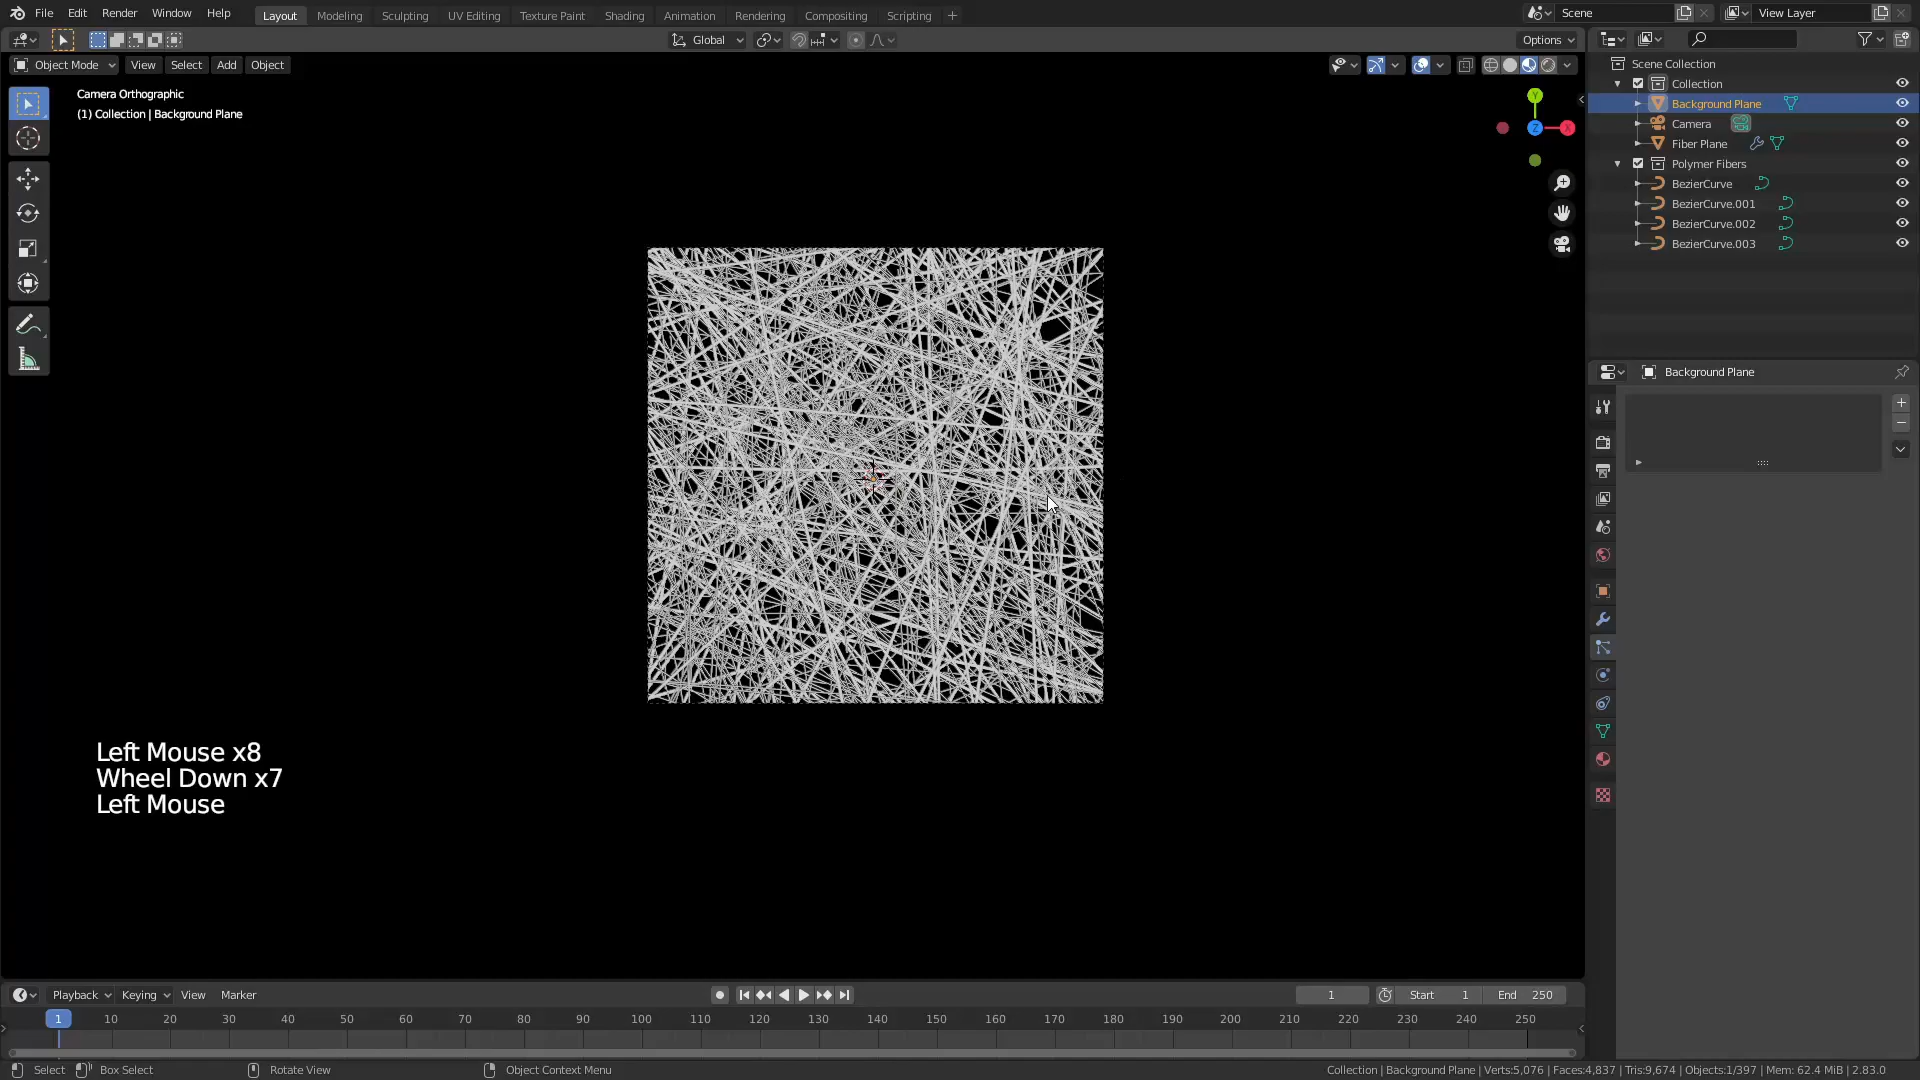 File Edit Render Window Help Layout Modeling Sculpting UV Editing Texture Paint Shading Animation Rendering Compositing Scripting Scene View Layer
Global Options
Object Mode View Select Add Object
Camera Orthographic
(1) Collection | Background Plane
Y
Z
X
Scene Collection
Collection
Background Plane
Camera
Fiber Plane
Polymer Fibers
BezierCurve
BezierCurve.001
BezierCurve.002
BezierCurve.003
Background Plane
Left Mouse x8
Wheel Down x7
Left Mouse
Playback Keying View Marker 1 Start 1 End 250
1 10 20 30 40 50 60 70 80 90 100 110 120 130 140 150 160 170 180 190 200 210 220 230 240 250
Select Box Select Rotate View Object Context Menu Collection | Background Plane | Verts:5,076 | Faces:4,837 | Tris:9,674 | Objects:1/397 | Mem: 62.4 MiB | 2.83.0